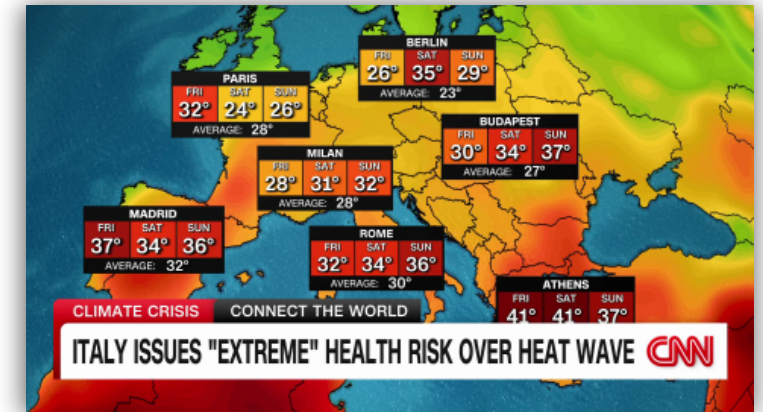 BERLIN
FRI SAT SUN
26° 35° 29°
AVERAGE: 23°
PARIS
FRI SAT SUN
32° 24° 26°
AVERAGE: 28°
BUDAPEST
FRI SAT SUN
30° 34° 37°
AVERAGE: 27°
MILAN
FRI SAT SUN
28° 31° 32°
AVERAGE: 28°
MADRID
FRI SAT SUN
37° 34° 36°
AVERAGE: 32°
ROME
FRI SAT SUN
32° 34° 36°
AVERAGE: 30°
ATHENS
FRI SAT SUN
41° 41° 37°
CLIMATE CRISIS CONNECT THE WORLD
ITALY ISSUES "EXTREME" HEALTH RISK OVER HEAT WAVE CNN